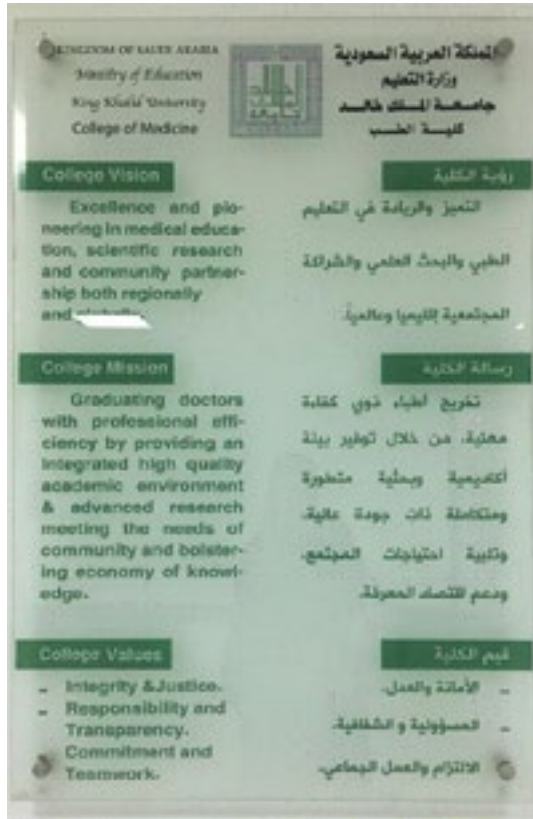 KINGDOM OF SAUDI ARABIA
Ministry of Education
King Khalid University
College of Medicine
المملكة العربية السعودية
وزارة التعليم
جامعة الملك خالد
كلية الطب
College Vision
Excellence and pio-
neering in medical educa-
tion, scientific research
and community partner-
ship both regionally
and globally.
رؤية الكلية
التميز والريادة في التعليم
الطبي والبحث العلمي والشراكة
المجتمعية إقليميا وعالمياً.
College Mission
Graduating doctors
with professional effi-
ciency by providing an
integrated high quality
academic environment
& advanced research
meeting the needs of
community and bolster-
ing economy of knowl-
edge.
رسالة الكلية
تخريج أطباء ذوي كفاءة
مهنية، من خلال توفير بيئة
أكاديمية وبحثية متطورة
ومتكاملة ذات جودة عالية،
وتلبية احتياجات المجتمع،
ودعم اقتصاد المعرفة.
College Values
- Integrity &Justice.
- Responsibility and
Transparency.
Commitment and
Teamwork.
قيم الكلية
- الأمانة والعدل.
- المسؤولية و الشفافية.
الالتزام والعمل الجماعي.